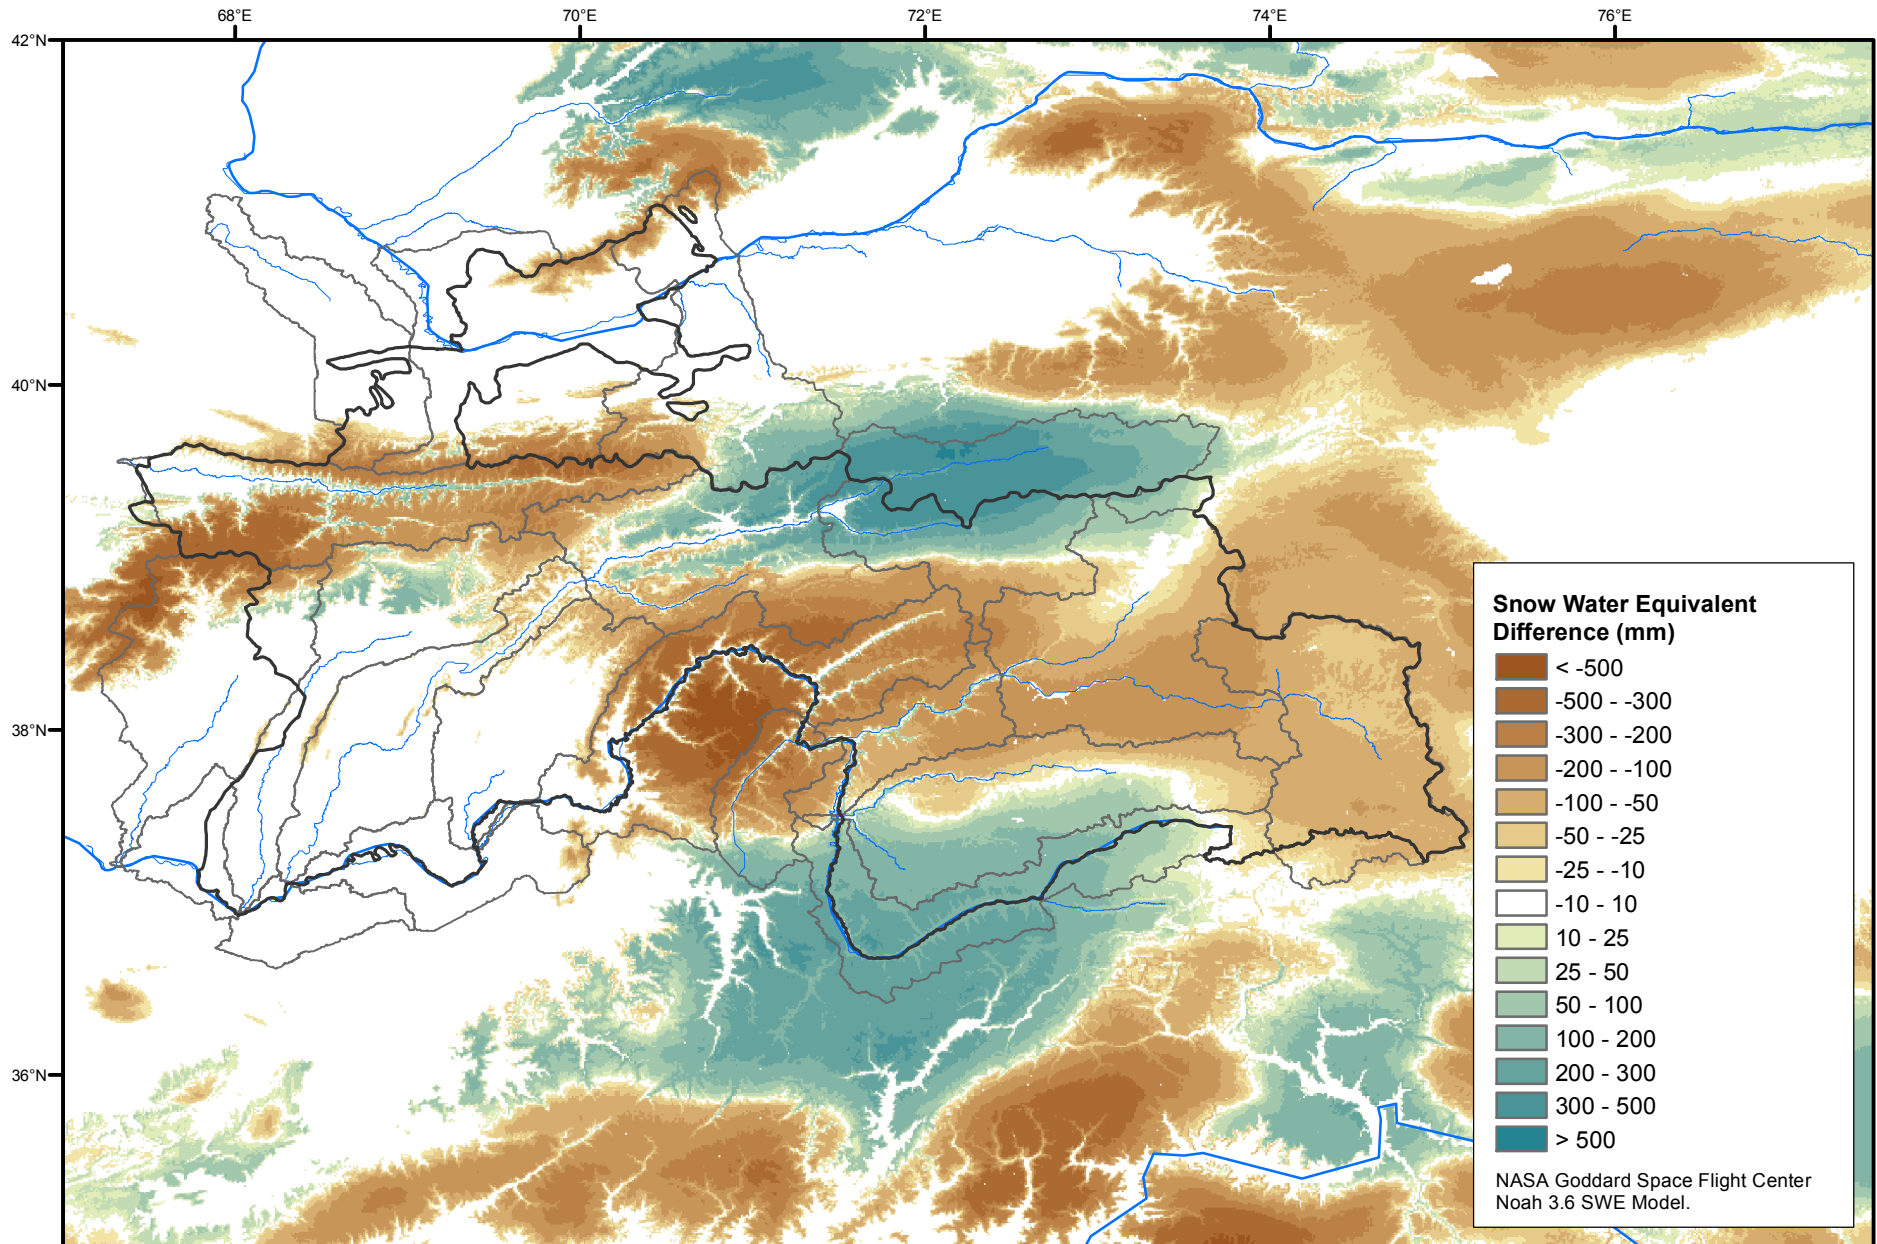 68°E 70°E 72°E 74°E 76°E
42°N
40°N
38°N
36°N
Snow Water Equivalent
Difference (mm)
< -500
-500 - -300
-300 - -200
-200 - -100
-100 - -50
-50 - -25
-25 - -10
-10 - 10
10 - 25
25 - 50
50 - 100
100 - 200
200 - 300
300 - 500
> 500
NASA Goddard Space Flight Center
Noah 3.6 SWE Model.